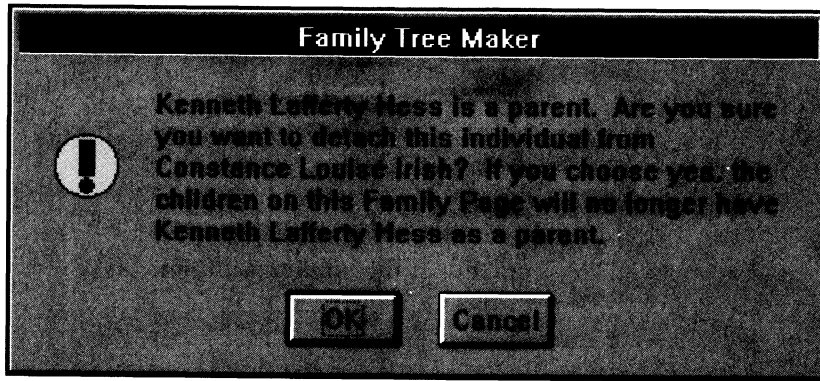 Family Tree Maker
Kenneth Lafferty Hess is a parent. Are you sure
you want to detach this individual from
Constance Louise Irish? If you choose yes, the
children on this Family Page will no longer have
Kenneth Lafferty Hess as a parent.
OK
Cancel